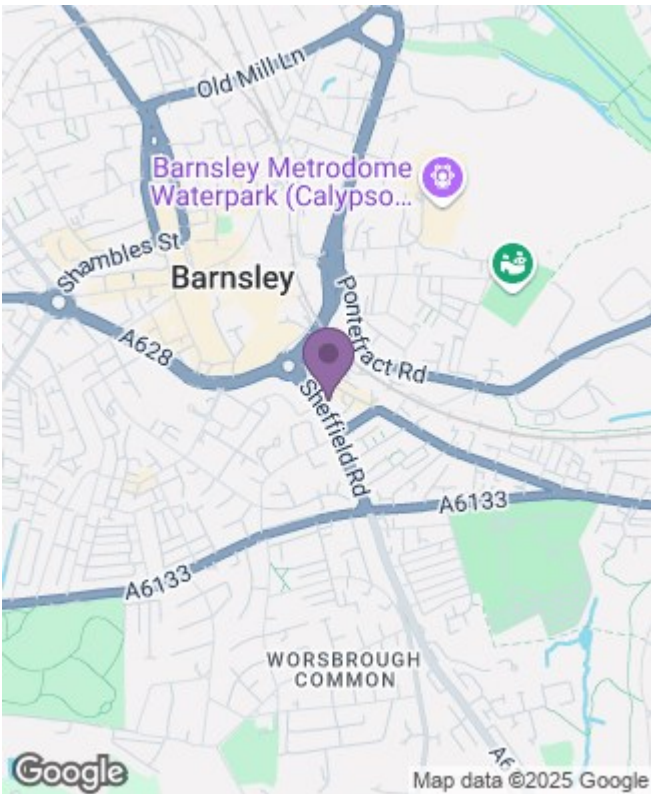 Old Mill Ln
Barnsley Metrodome
Waterpark (Calypso...
Shambles St
Barnsley
Pontefract Rd
A628
Sheffield Rd
A6133
A6133
WORSBROUGH
COMMON
A6
Google
Map data ©2025 Google